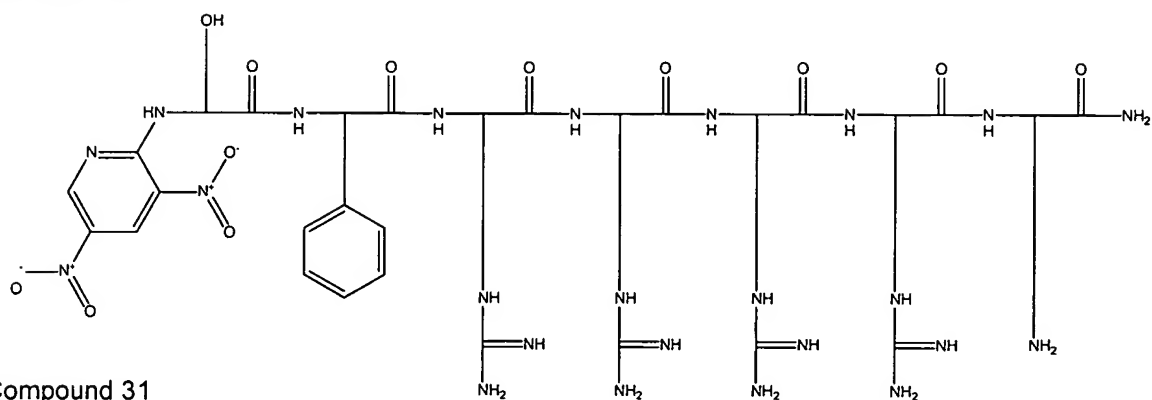 OH
O O O O O O O
HN N N N N N N NH2
H H H H H H
N O-
N+
O
N+
O-
NH NH NH NH
O
NH NH NH NH NH2
NH2 NH2 NH2 NH2
Compound 31